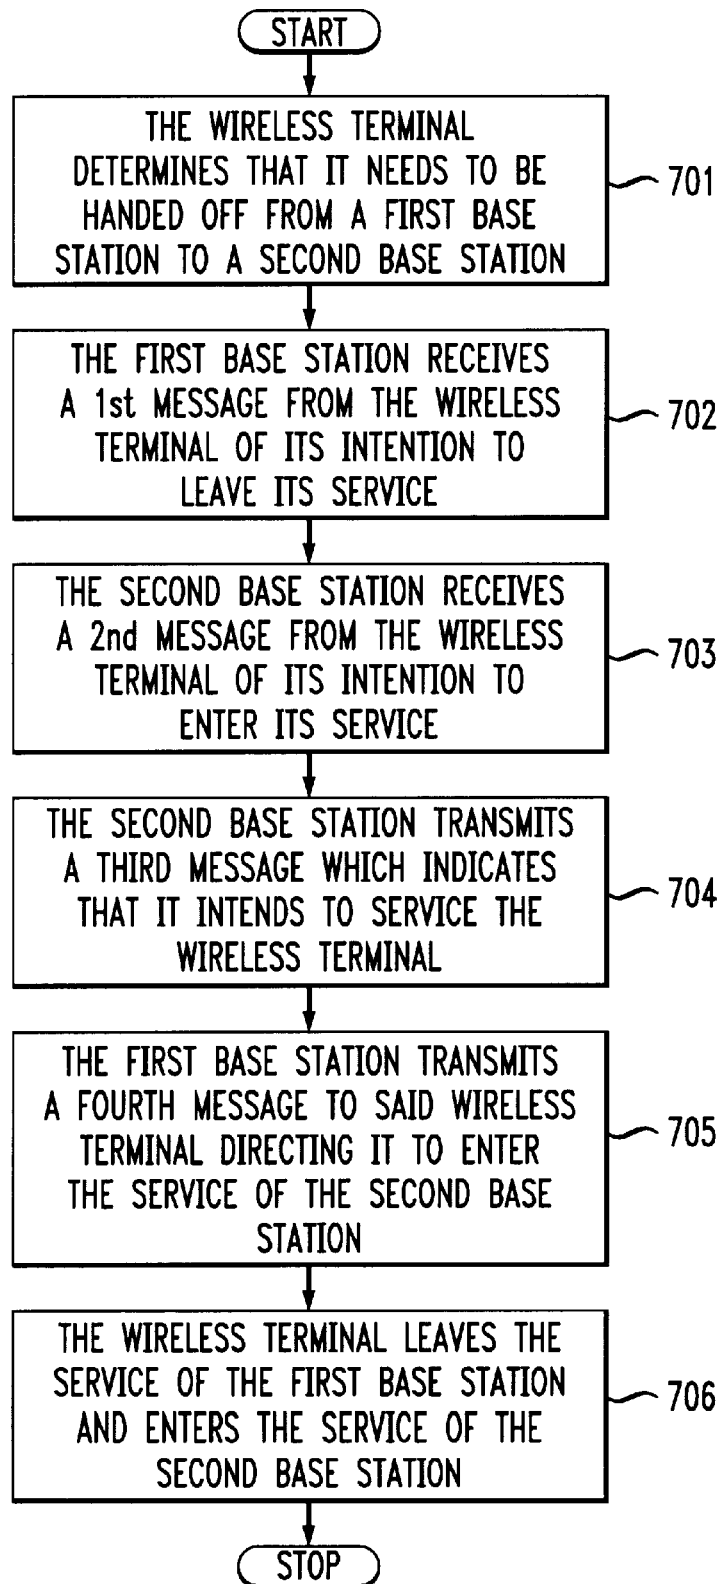 START
THE WIRELESS TERMINAL
DETERMINES THAT IT NEEDS TO BE
HANDED OFF FROM A FIRST BASE
STATION TO A SECOND BASE STATION
701
THE FIRST BASE STATION RECEIVES
A 1st MESSAGE FROM THE WIRELESS
TERMINAL OF ITS INTENTION TO
LEAVE ITS SERVICE
702
THE SECOND BASE STATION RECEIVES
A 2nd MESSAGE FROM THE WIRELESS
TERMINAL OF ITS INTENTION TO
ENTER ITS SERVICE
703
THE SECOND BASE STATION TRANSMITS
A THIRD MESSAGE WHICH INDICATES
THAT IT INTENDS TO SERVICE THE
WIRELESS TERMINAL
704
THE FIRST BASE STATION TRANSMITS
A FOURTH MESSAGE TO SAID WIRELESS
TERMINAL DIRECTING IT TO ENTER
THE SERVICE OF THE SECOND BASE
STATION
705
THE WIRELESS TERMINAL LEAVES THE
SERVICE OF THE FIRST BASE STATION
AND ENTERS THE SERVICE OF THE
SECOND BASE STATION
706
STOP